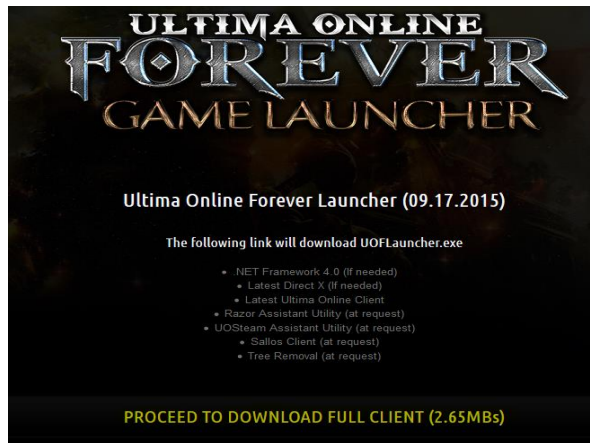 ULTIMA ONLINE
FOREVER
GAME LAUNCHER
Ultima Online Forever Launcher (09.17.2015)
The following link will download UOFLauncher.exe
• .NET Framework 4.0 (If needed)
• Latest Direct X (If needed)
• Latest Ultima Online Client
• Razor Assistant Utility (at request)
• UOSteam Assistant Utility (at request)
• Sallos Client (at request)
• Tree Removal (at request)
PROCEED TO DOWNLOAD FULL CLIENT (2.65MBs)